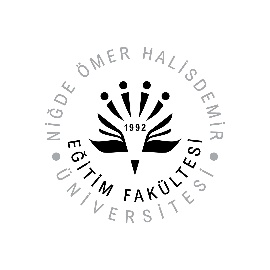 NİĞDE ÖMER HALİSDEMİR
ÜNİVERSİTESİ
1992
EĞİTİM FAKÜLTESİ